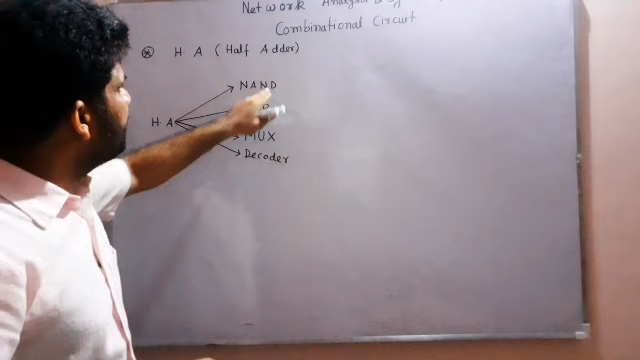 Network Analysis &
Combinational Circuit
* H. A (Half Adder)
NAND
H. A
MUX
Decoder